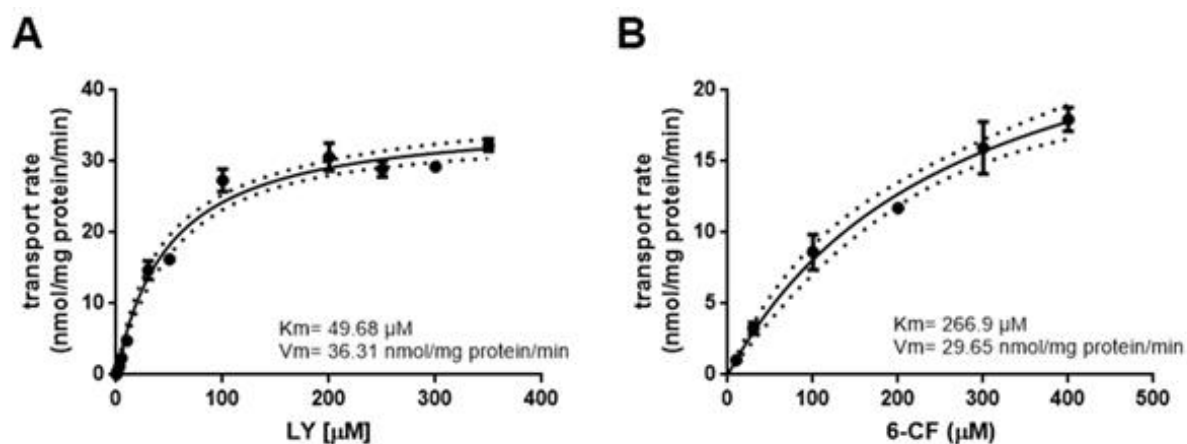 A
B
transport rate
(nmol/mg protein/min)
40
30
20
10
0
Km= 49.68 µM
Vm= 36.31 nmol/mg protein/min
0 100 200 300 400
LY [µM]
transport rate
(nmol/mg protein/min)
20
15
10
5
0
Km= 266.9 µM
Vm= 29.65 nmol/mg protein/min
0 100 200 300 400 500
6-CF (µM)